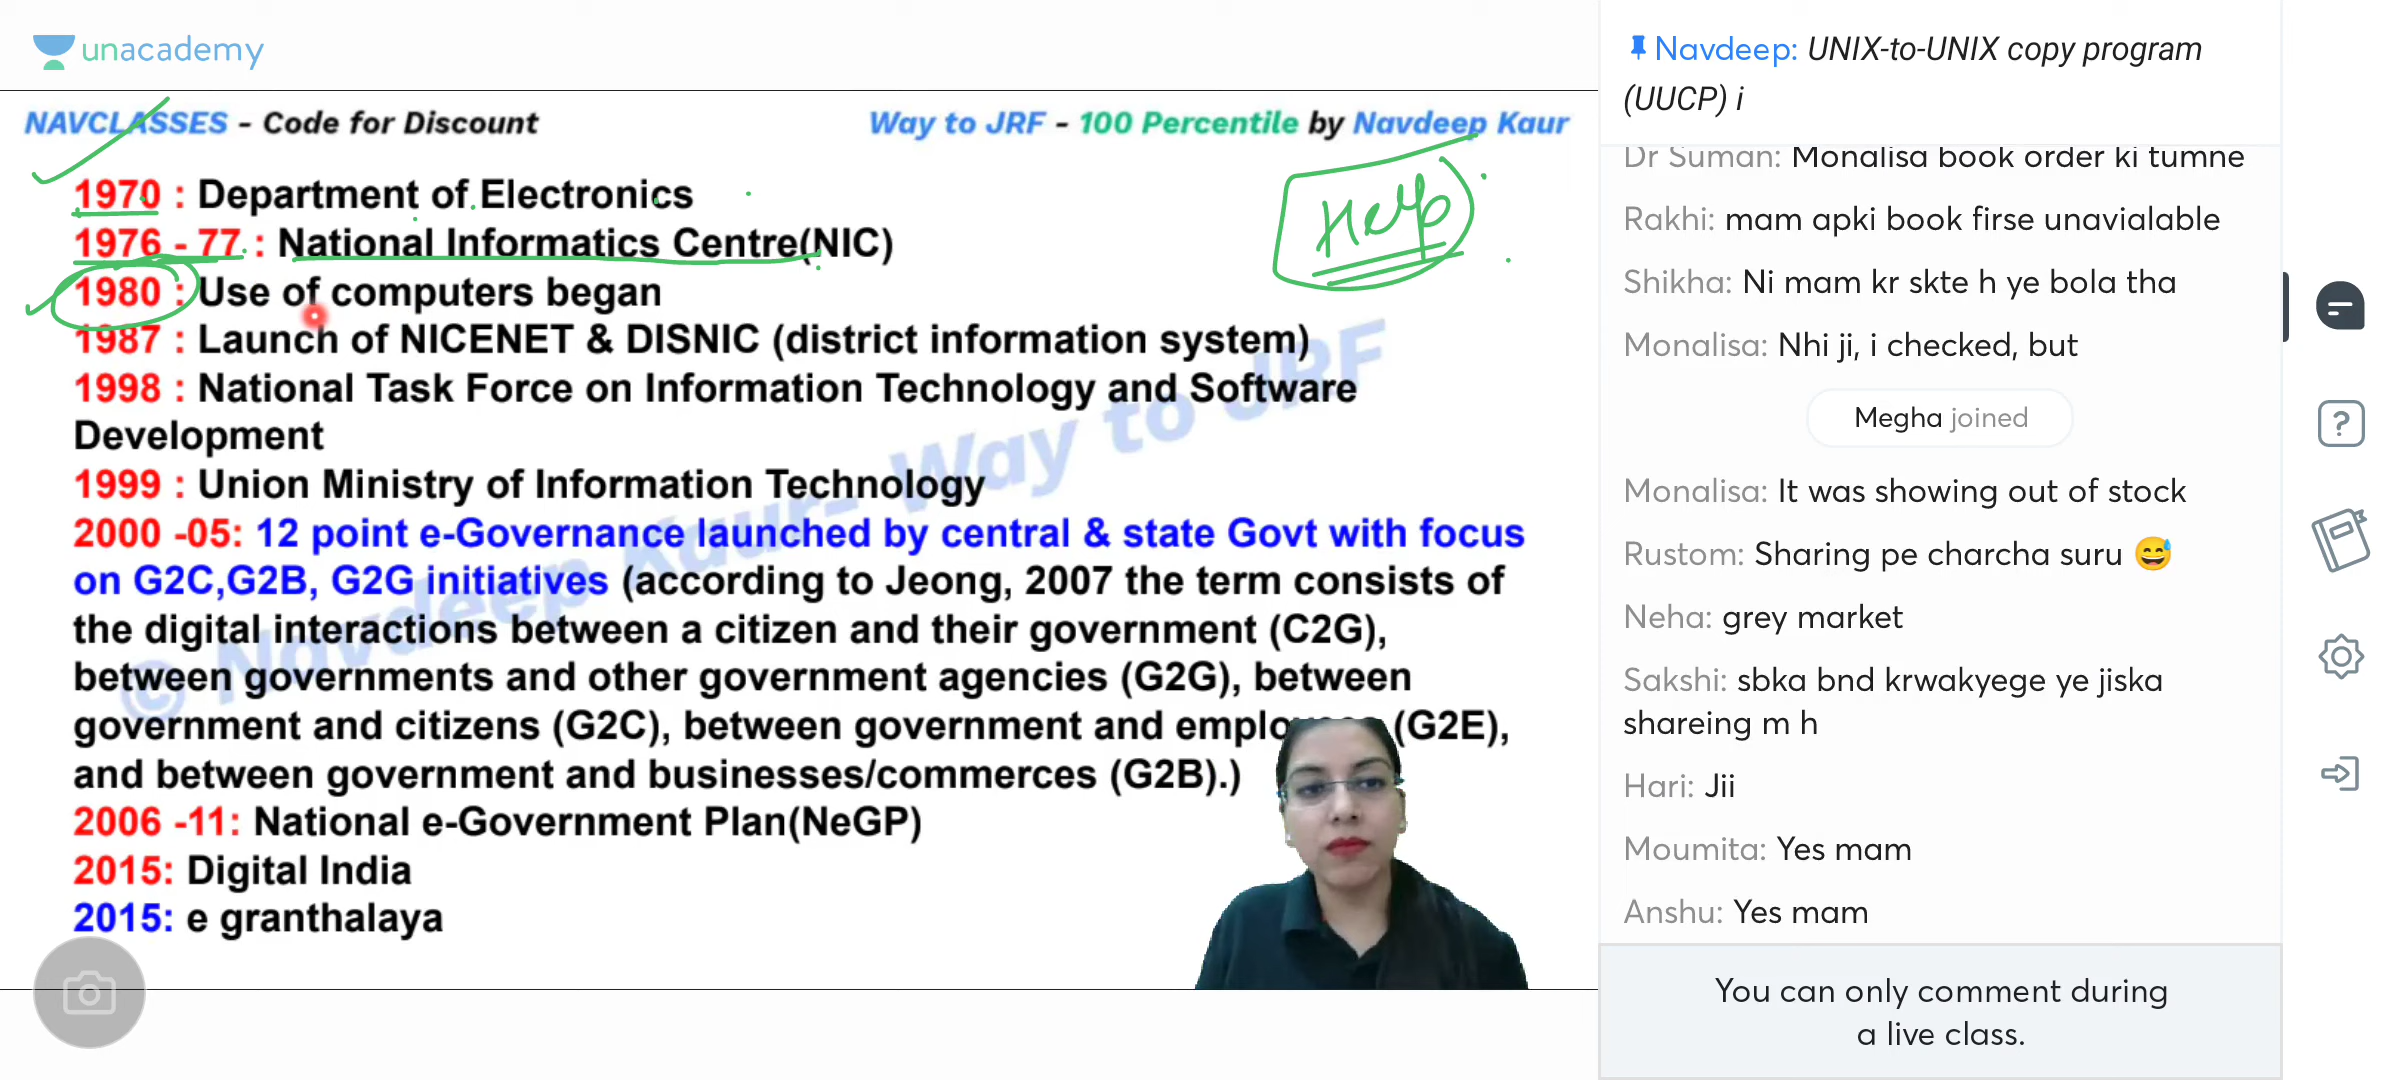 unacademy
NAVCLASSES - Code for Discount
Way to JRF - 100 Percentile by Navdeep Kaur
1970 : Department of Electronics
1976 - 77 : National Informatics Centre(NIC)
1980 : Use of computers began
1987 : Launch of NICENET & DISNIC (district information system)
1998 : National Task Force on Information Technology and Software
Development
1999 : Union Ministry of Information Technology
2000 -05: 12 point e-Governance launched by central & state Govt with focus
on G2C,G2B, G2G initiatives (according to Jeong, 2007 the term consists of
the digital interactions between a citizen and their government (C2G),
between governments and other government agencies (G2G), between
government and citizens (G2C), between government and (G2E),
and between government and businesses/commerces (G2B).)
2006 -11: National e-Government Plan(NeGP)
2015: Digital India
2015: e granthalaya
Help
© Navdeep Kaur- Way to JRF
Navdeep: UNIX-to-UNIX copy program
(UUCP) i
Dr Suman: Monalisa book order ki tumne
Rakhi: mam apki book firse unavialable
Shikha: Ni mam kr skte h ye bola tha
Monalisa: Nhi ji, i checked, but
Megha joined
Monalisa: It was showing out of stock
Rustom: Sharing pe charcha suru 😅
Neha: grey market
Sakshi: sbka bnd krwakyege ye jiska
shareing m h
Hari: Jii
Moumita: Yes mam
Anshu: Yes mam
You can only comment during
a live class.